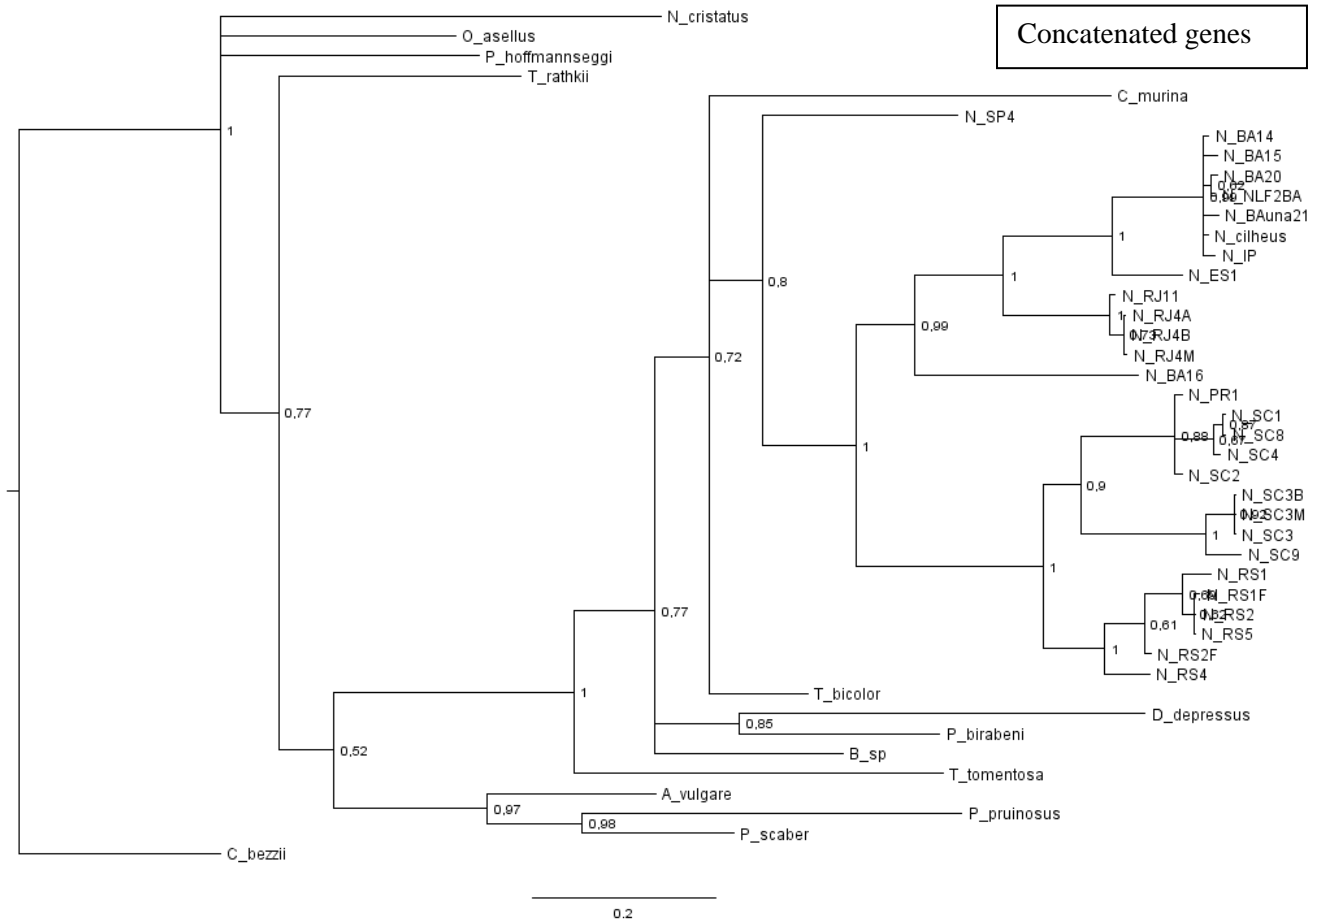 Concatenated genes
N_cristatus
O_asellus
P_hoffmannseggi
T_rathkii
C_murina
N_SP4
1
N_BA14
N_BA15
N_BA20
N_NLF2BA
N_BAuna21
N_cilheus
N_IP
1
N_ES1
0,8
1
N_RJ11
N_RJ4A
N_RJ4B
0,99
N_RJ4M
0,72
N_BA16
N_PR1
0,77
N_SC1
N_SC8
0,88
1
N_SC4
N_SC2
0,9
N_SC3B
N_SC3M
1
N_SC3
N_SC9
1
N_RS1
N_RS1F
0,77
N_RS2
0,61
N_RS5
1
N_RS2F
N_RS4
1
T_bicolor
D_depressus
0,85
P_birabeni
0,52
B_sp
T_tomentosa
A_vulgare
0,97
P_pruinosus
0,98
P_scaber
C_bezzii
0.2